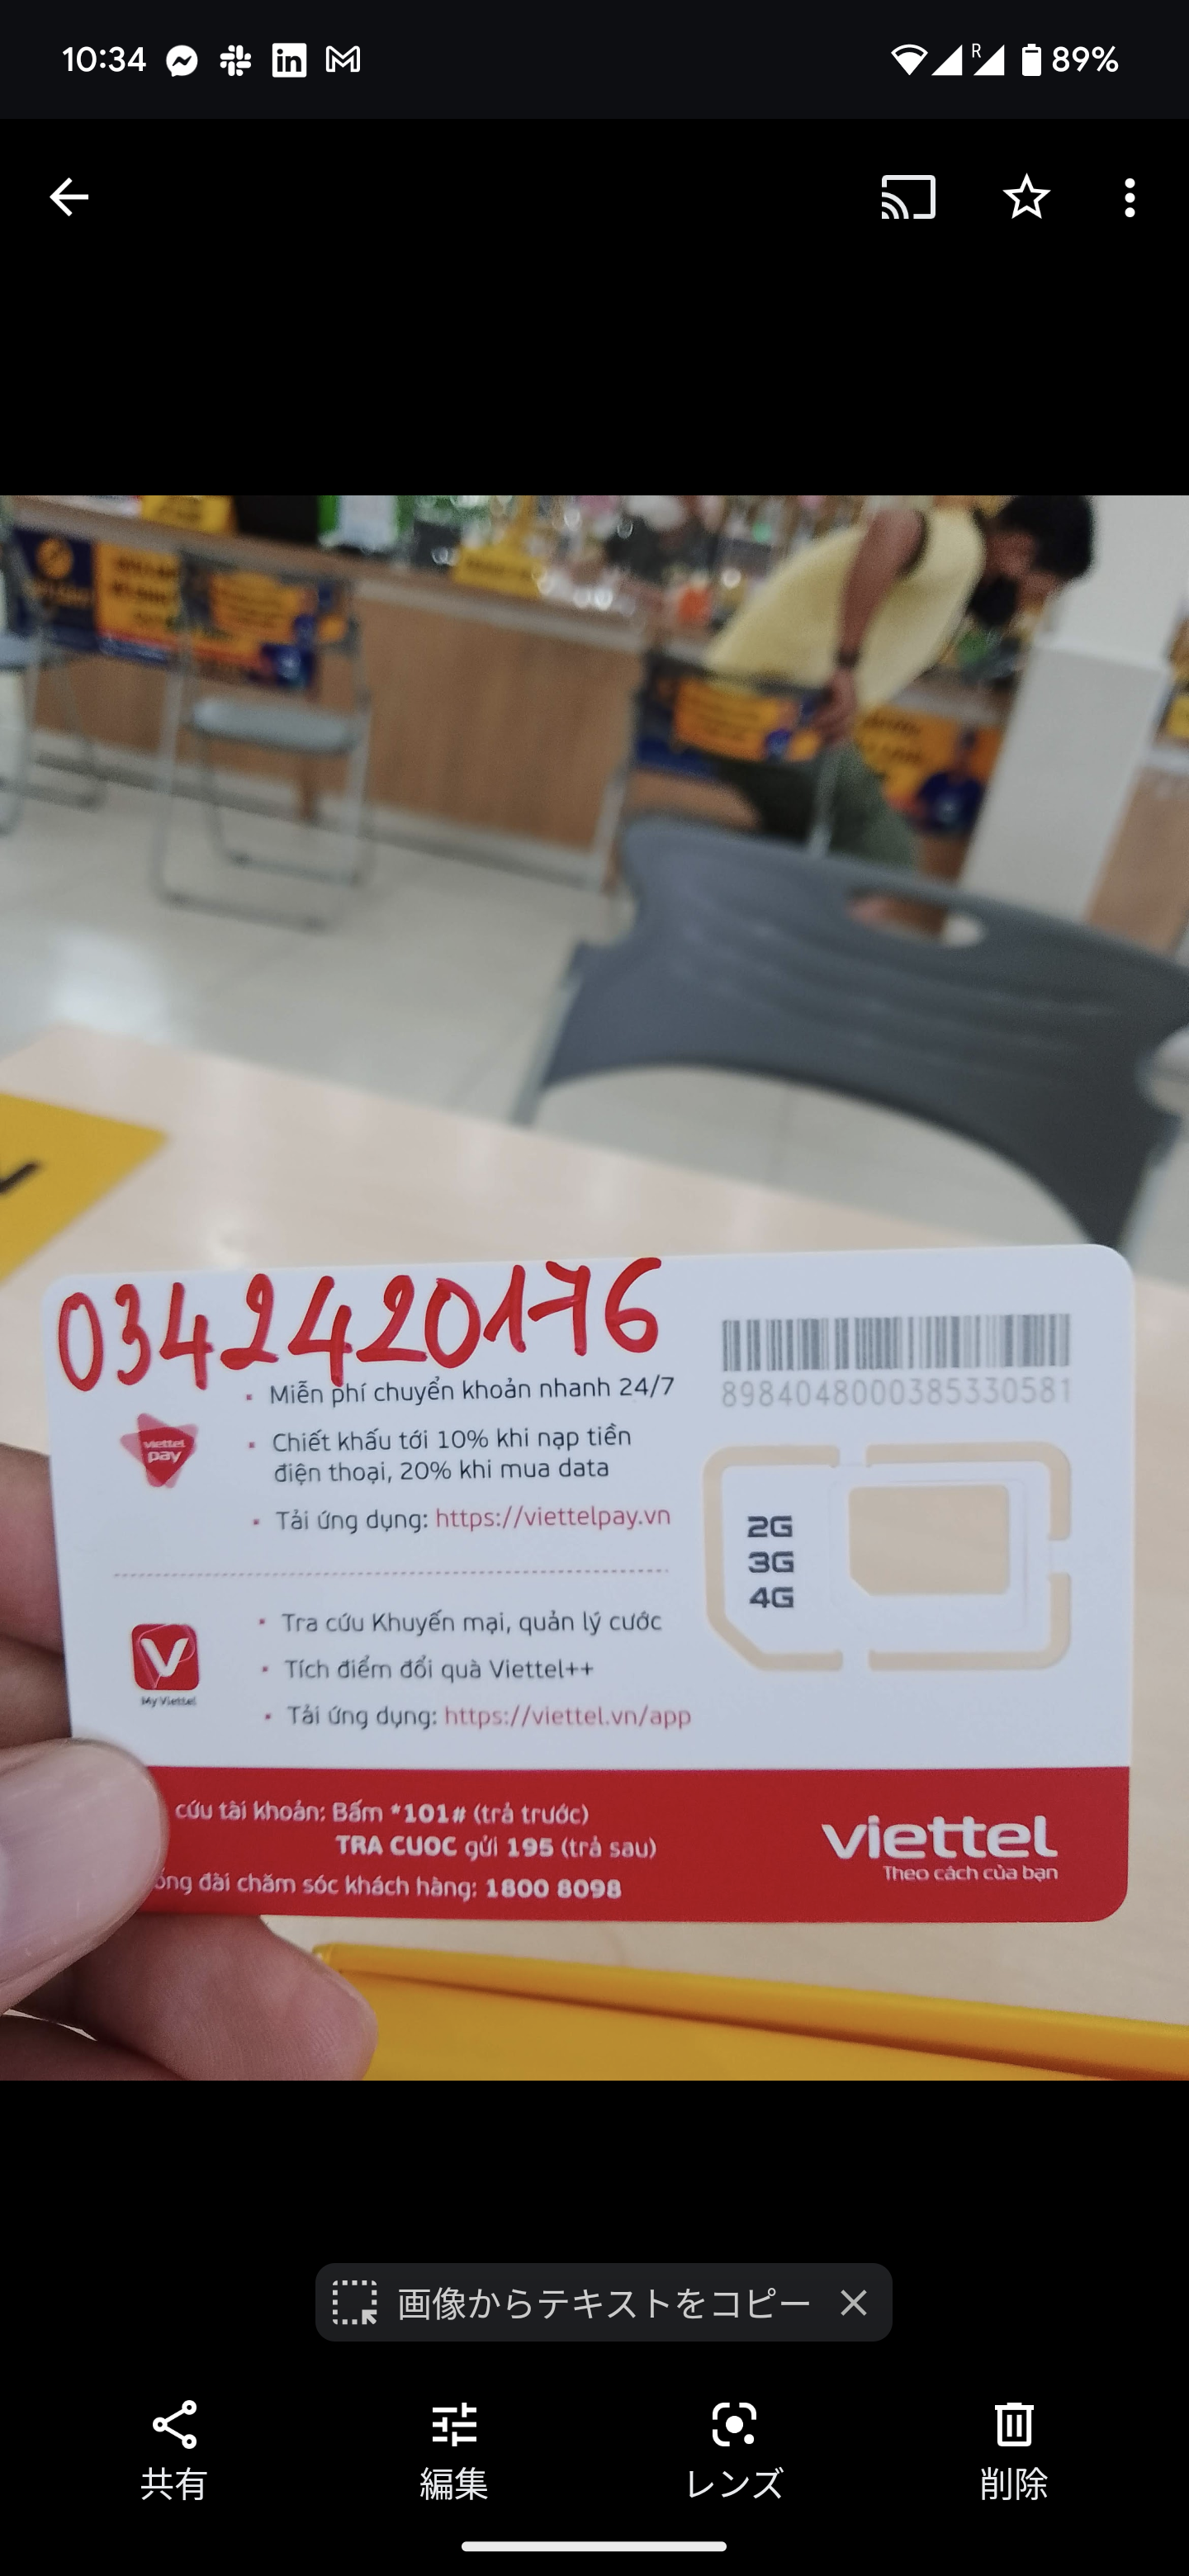 10:34
R
89%
0342420176
• Miễn phí chuyển khoản nhanh 24/7
viettel
pay
• Chiết khấu tới 10% khi nạp tiền
điện thoại, 20% khi mua data
• Tải ứng dụng: https://viettelpay.vn
8984048000385330581
2G
3G
4G
• Tra cứu Khuyến mại, quản lý cước
• Tích điểm đổi quà Viettel++
My Viettel
• Tải ứng dụng: https://viettel.vn/app
cứu tài khoản: Bấm *101# (trả trước)
TRA CUOC gửi 195 (trả sau)
đài chăm sóc khách hàng: 1800 8098
viettel
Theo cách của bạn
画像からテキストをコピー
共有
編集
レンズ
削除